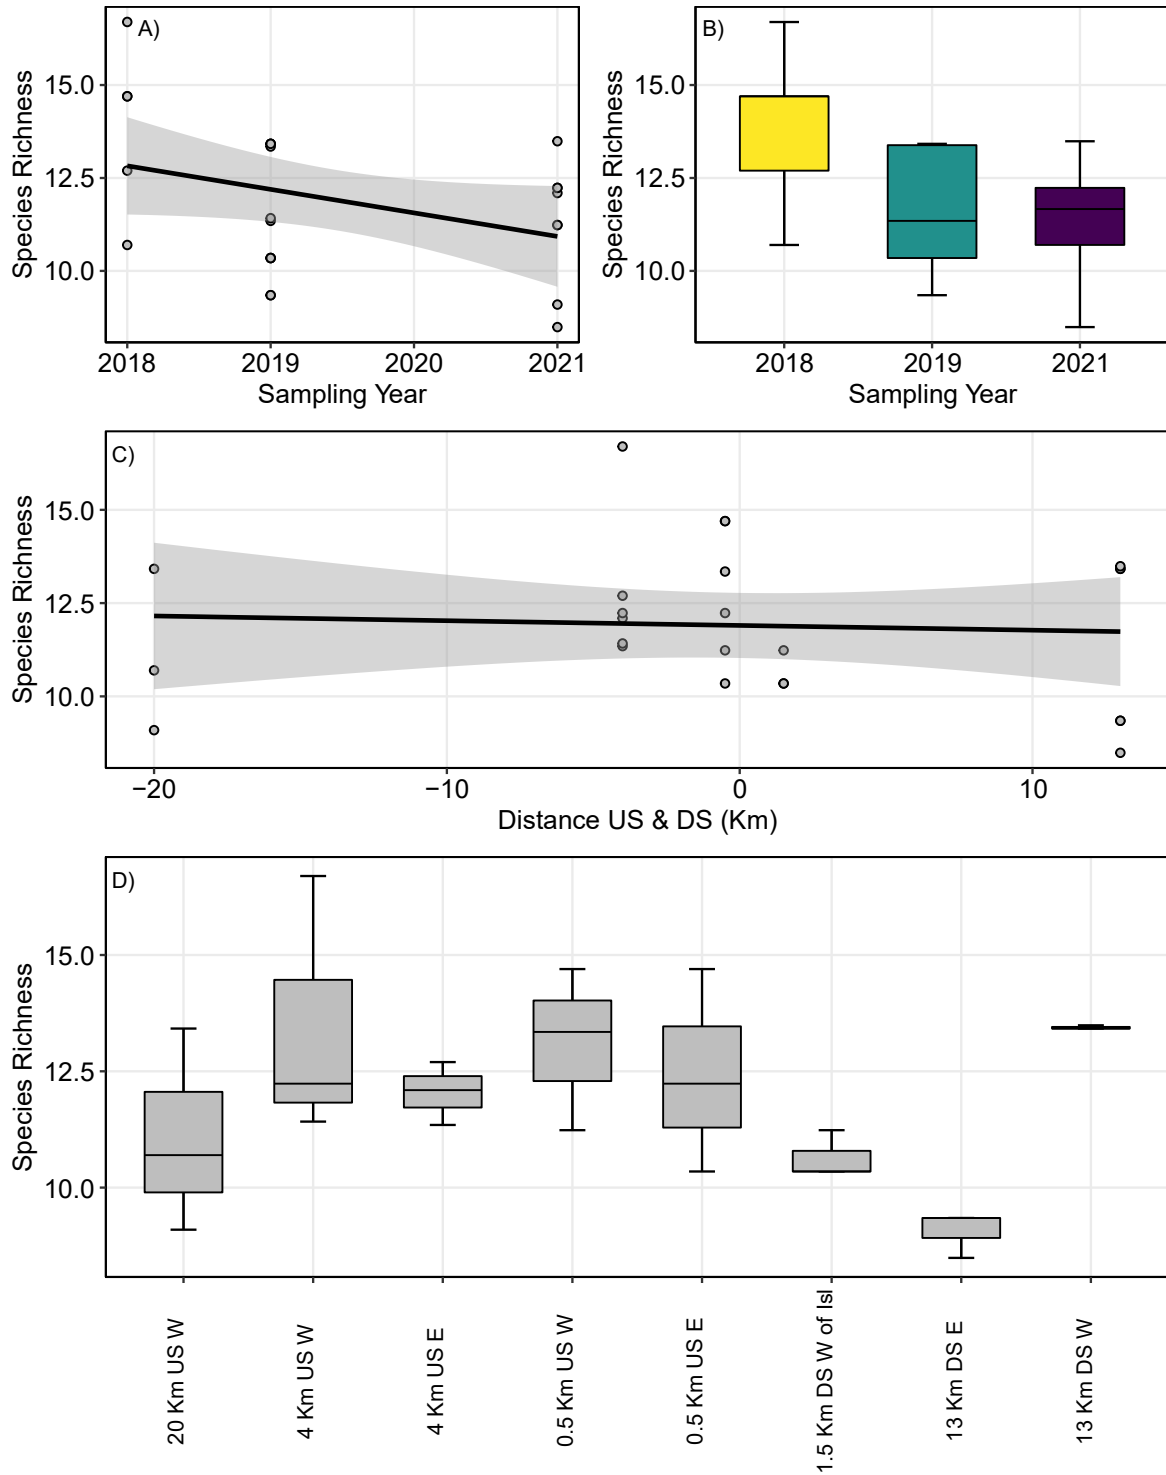 A)
Species Richness
15.0
12.5
10.0
2018 2019 2020 2021
Sampling Year
B)
Species Richness
15.0
12.5
10.0
2018 2019 2021
Sampling Year
C)
Species Richness
15.0
12.5
10.0
−20 −10 0 10
Distance US & DS (Km)
D)
Species Richness
15.0
12.5
10.0
20 Km US W
4 Km US W
4 Km US E
0.5 Km US W
0.5 Km US E
1.5 Km DS W of Isl
13 Km DS E
13 Km DS W